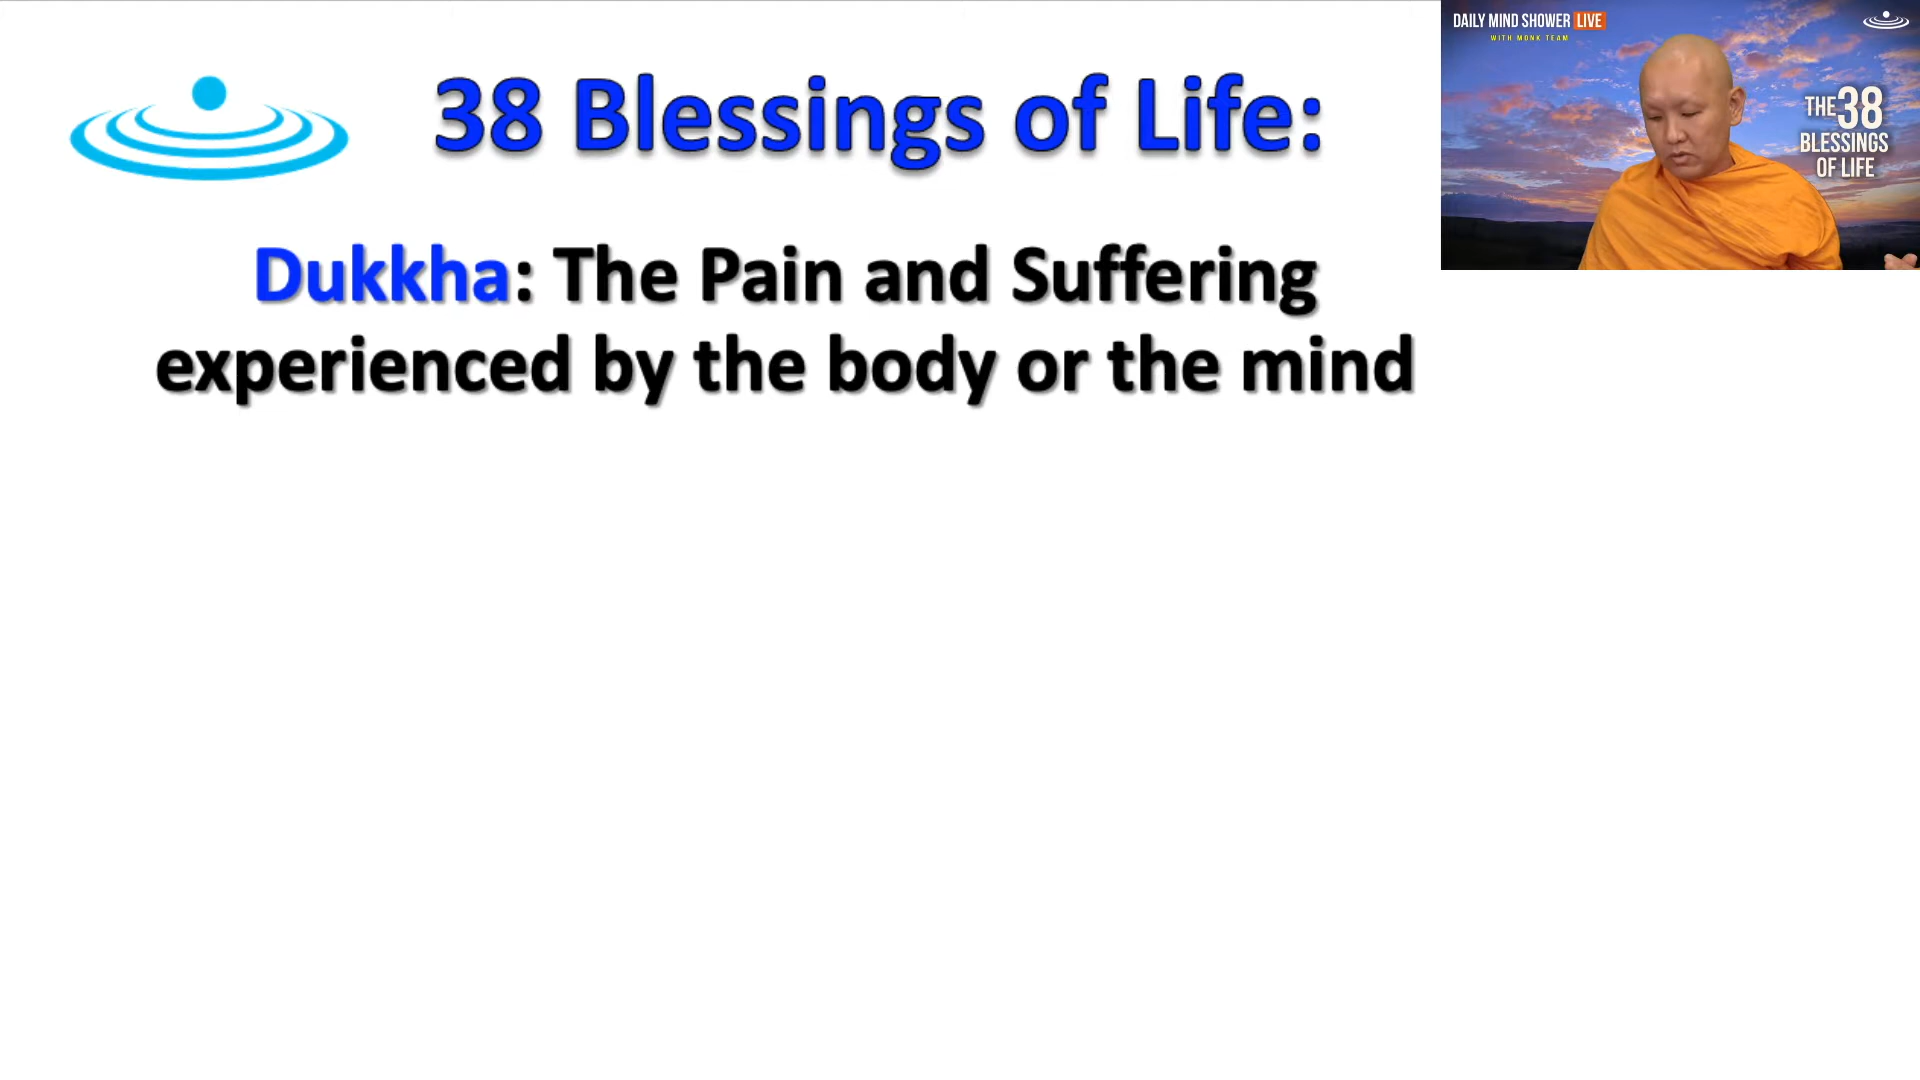 38 Blessings of Life:
Dukkha: The Pain and Suffering
experienced by the body or the mind
DAILY MIND SHOWER LIVE
WITH MONK TEAM
THE 38
BLESSINGS
OF LIFE